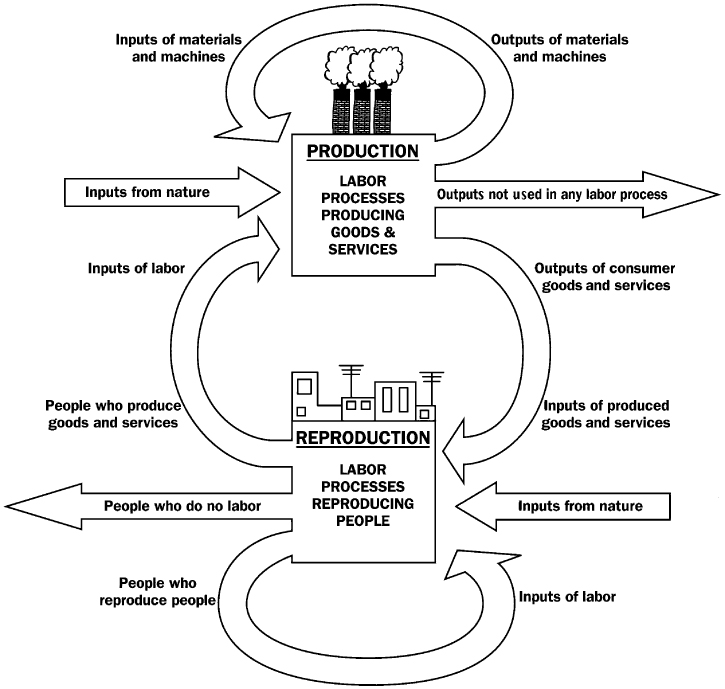 Inputs of materials
and machines
Outputs of materials
and machines
PRODUCTION
LABOR
PROCESSES
PRODUCING
GOODS &
SERVICES
Inputs from nature
Outputs not used in any labor process
Inputs of labor
Outputs of consumer
goods and services
People who produce
goods and services
Inputs of produced
goods and services
REPRODUCTION
LABOR
PROCESSES
REPRODUCING
PEOPLE
People who do no labor
Inputs from nature
People who
reproduce people
Inputs of labor